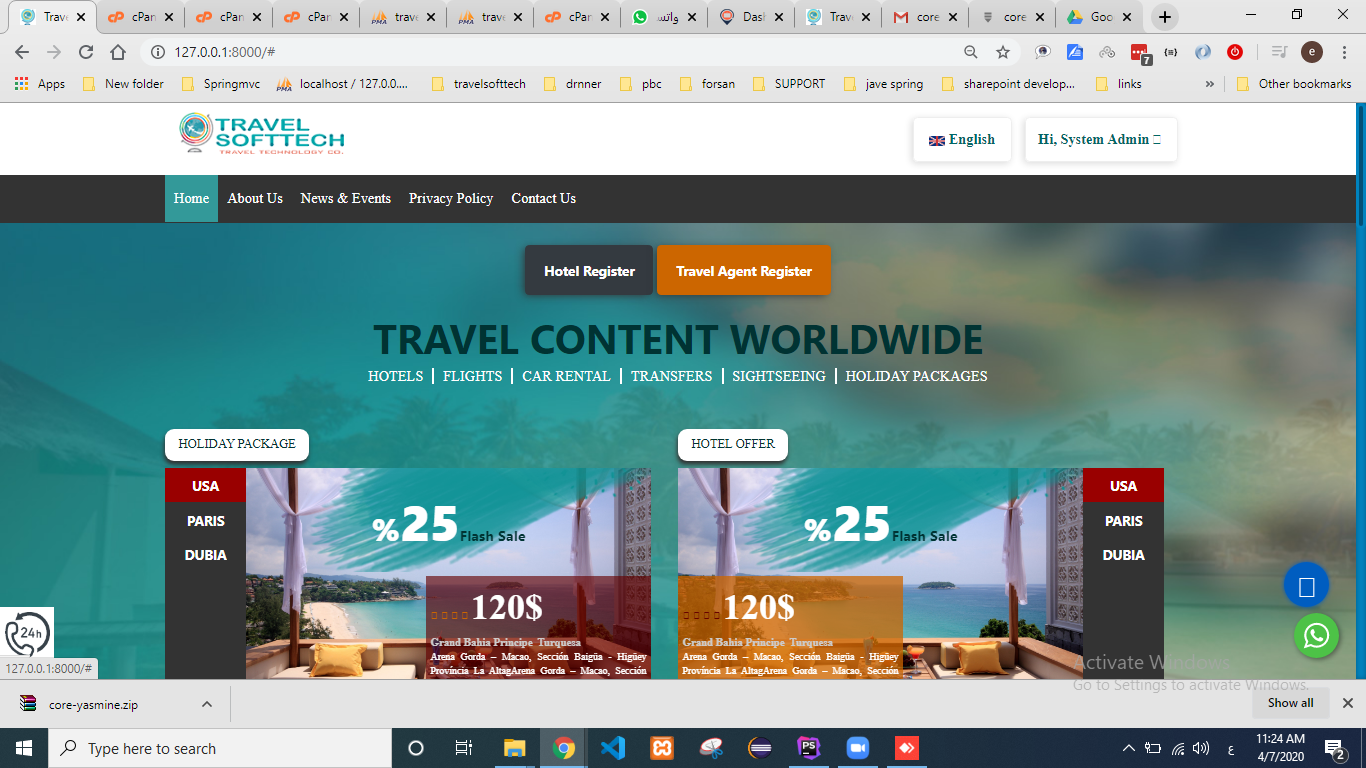 Trave
cPan
cPan
cPan
trave
trave
cPan
واتس
Dash
Trave
core
core
Goo
127.0.0.1:8000/#
7
e
Apps
New folder
Springmvc
localhost / 127.0.0....
travelsofttech
drnner
pbc
forsan
SUPPORT
jave spring
sharepoint develop...
links
»
Other bookmarks
TRAVEL
SOFTTECH
TRAVEL TECHNOLOGY CO.
English
Hi, System Admin
Home
About Us
News & Events
Privacy Policy
Contact Us
Hotel Register
Travel Agent Register
TRAVEL CONTENT WORLDWIDE
HOTELS | FLIGHTS | CAR RENTAL | TRANSFERS | SIGHTSEEING | HOLIDAY PACKAGES
HOLIDAY PACKAGE
USA
PARIS
DUBIA
%25 Flash Sale
120$
Grand Bahia Principe Turquesa
Arena Gorda – Macao, Sección Baigüa - Higüey
Provincia La AltagArena Gorda – Macao, Sección
HOTEL OFFER
%25 Flash Sale
120$
Grand Bahia Principe Turquesa
Arena Gorda – Macao, Sección Baigüa - Higüey
Provincia La AltagArena Gorda – Macao, Sección
USA
PARIS
DUBIA
24h
127.0.0.1:8000/#
Activate Windows
Go to Settings to activate Windows.
core-yasmine.zip
Show all
Type here to search
PS
ع
11:24 AM
4/7/2020
2